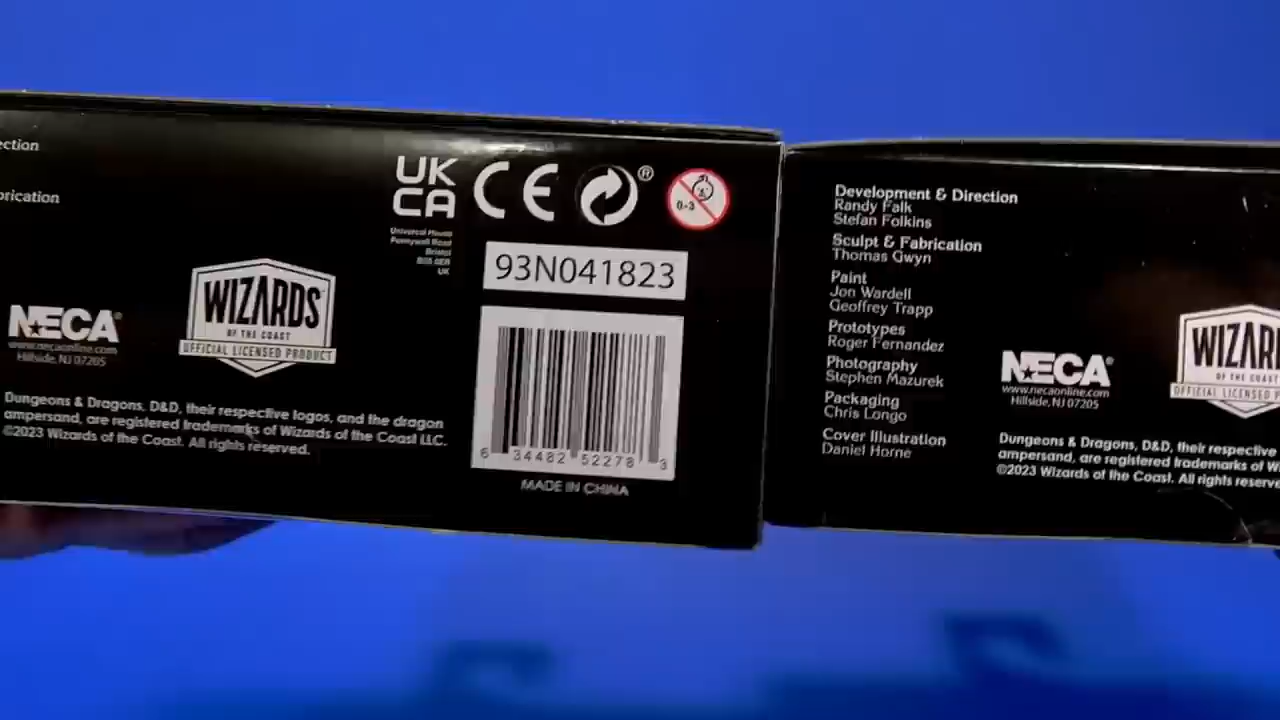 ection
brication
NECA®
www.necaonline.com
Hillside, NJ 07205
WIZARDS
OF THE COAST
OFFICIAL LICENSED PRODUCT
Dungeons & Dragons, D&D, their respective logos, and the dragon
ampersand, are registered trademarks of Wizards of the Coast LLC.
©2023 Wizards of the Coast. All rights reserved.
UK
CA
CE
®
0-3
Universal House
Pennywell Road
Bristol
BS5 0ER
UK
93N041823
6 34482 52278 3
MADE IN CHINA
Development & Direction
Randy Falk
Stefan Folkins
Sculpt & Fabrication
Thomas Gwyn
Paint
Jon Wardell
Geoffrey Trapp
Prototypes
Roger Fernandez
Photography
Stephen Mazurek
Packaging
Chris Longo
Cover Illustration
Daniel Horne
NECA®
www.necaonline.com
Hillside, NJ 07205
WIZAR
OF THE COAST
OFFICIAL LICENSED P
Dungeons & Dragons, D&D, their respective
ampersand, are registered trademarks of W
©2023 Wizards of the Coast. All rights reserve